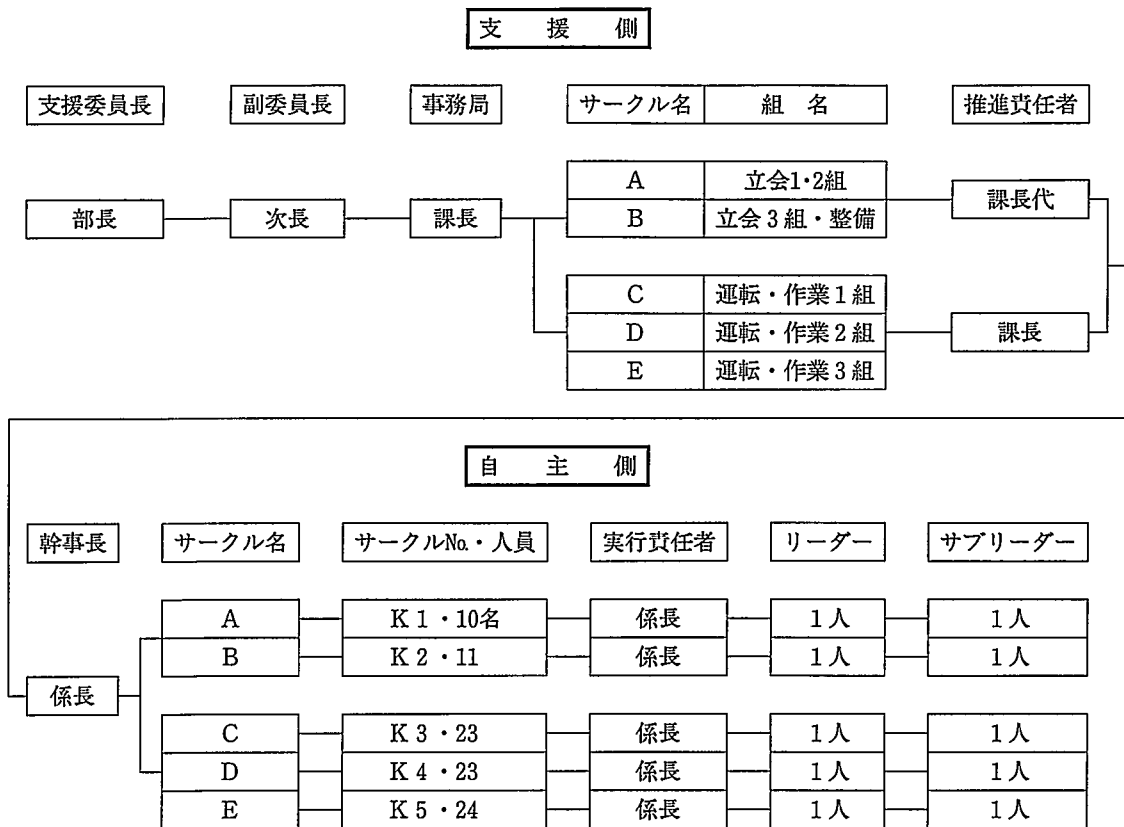 支 援 側
支援委員長 副委員長 事務局 サークル名 組 名 推進責任者
A 立会1・2組
部長 次長 課長 課長代
B 立会3組・整備
C 運転・作業1組
D 運転・作業2組 課長
E 運転・作業3組
自 主 側
幹事長 サークル名 サークルNo.・人員 実行責任者 リーダー サブリーダー
A K1・10名 係長 1人 1人
B K2・11 係長 1人 1人
係長
C K3・23 係長 1人 1人
D K4・23 係長 1人 1人
E K5・24 係長 1人 1人